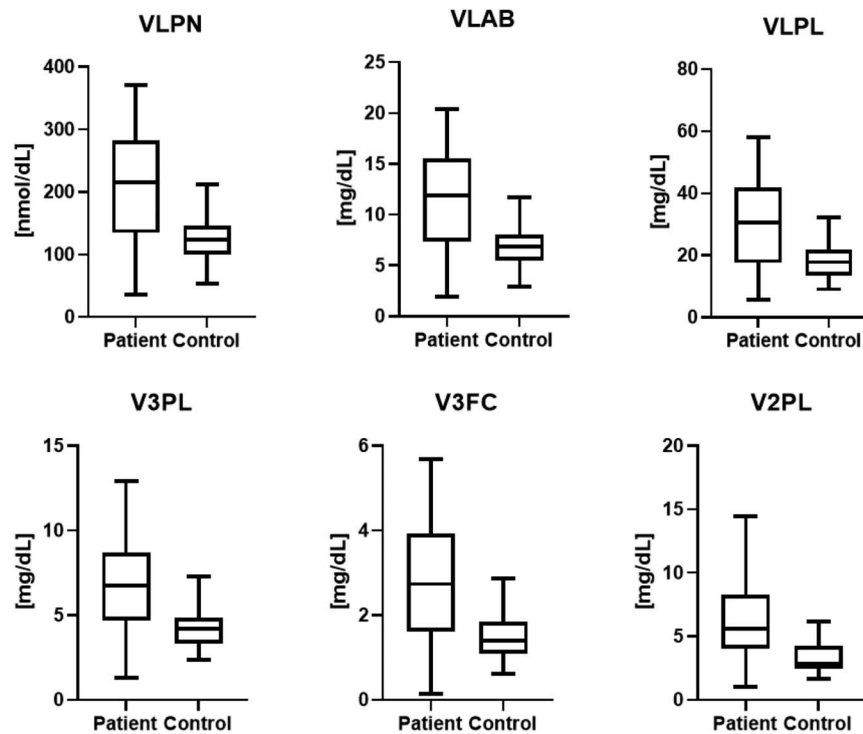 VLPN
VLAB
VLPL
400
300
200
100
0
[nmol/dL]
Patient Control
25
20
15
10
5
0
[mg/dL]
Patient Control
80
60
40
20
0
[mg/dL]
Patient Control
V3PL
V3FC
V2PL
15
10
5
0
[mg/dL]
Patient Control
6
4
2
0
[mg/dL]
Patient Control
20
15
10
5
0
[mg/dL]
Patient Control